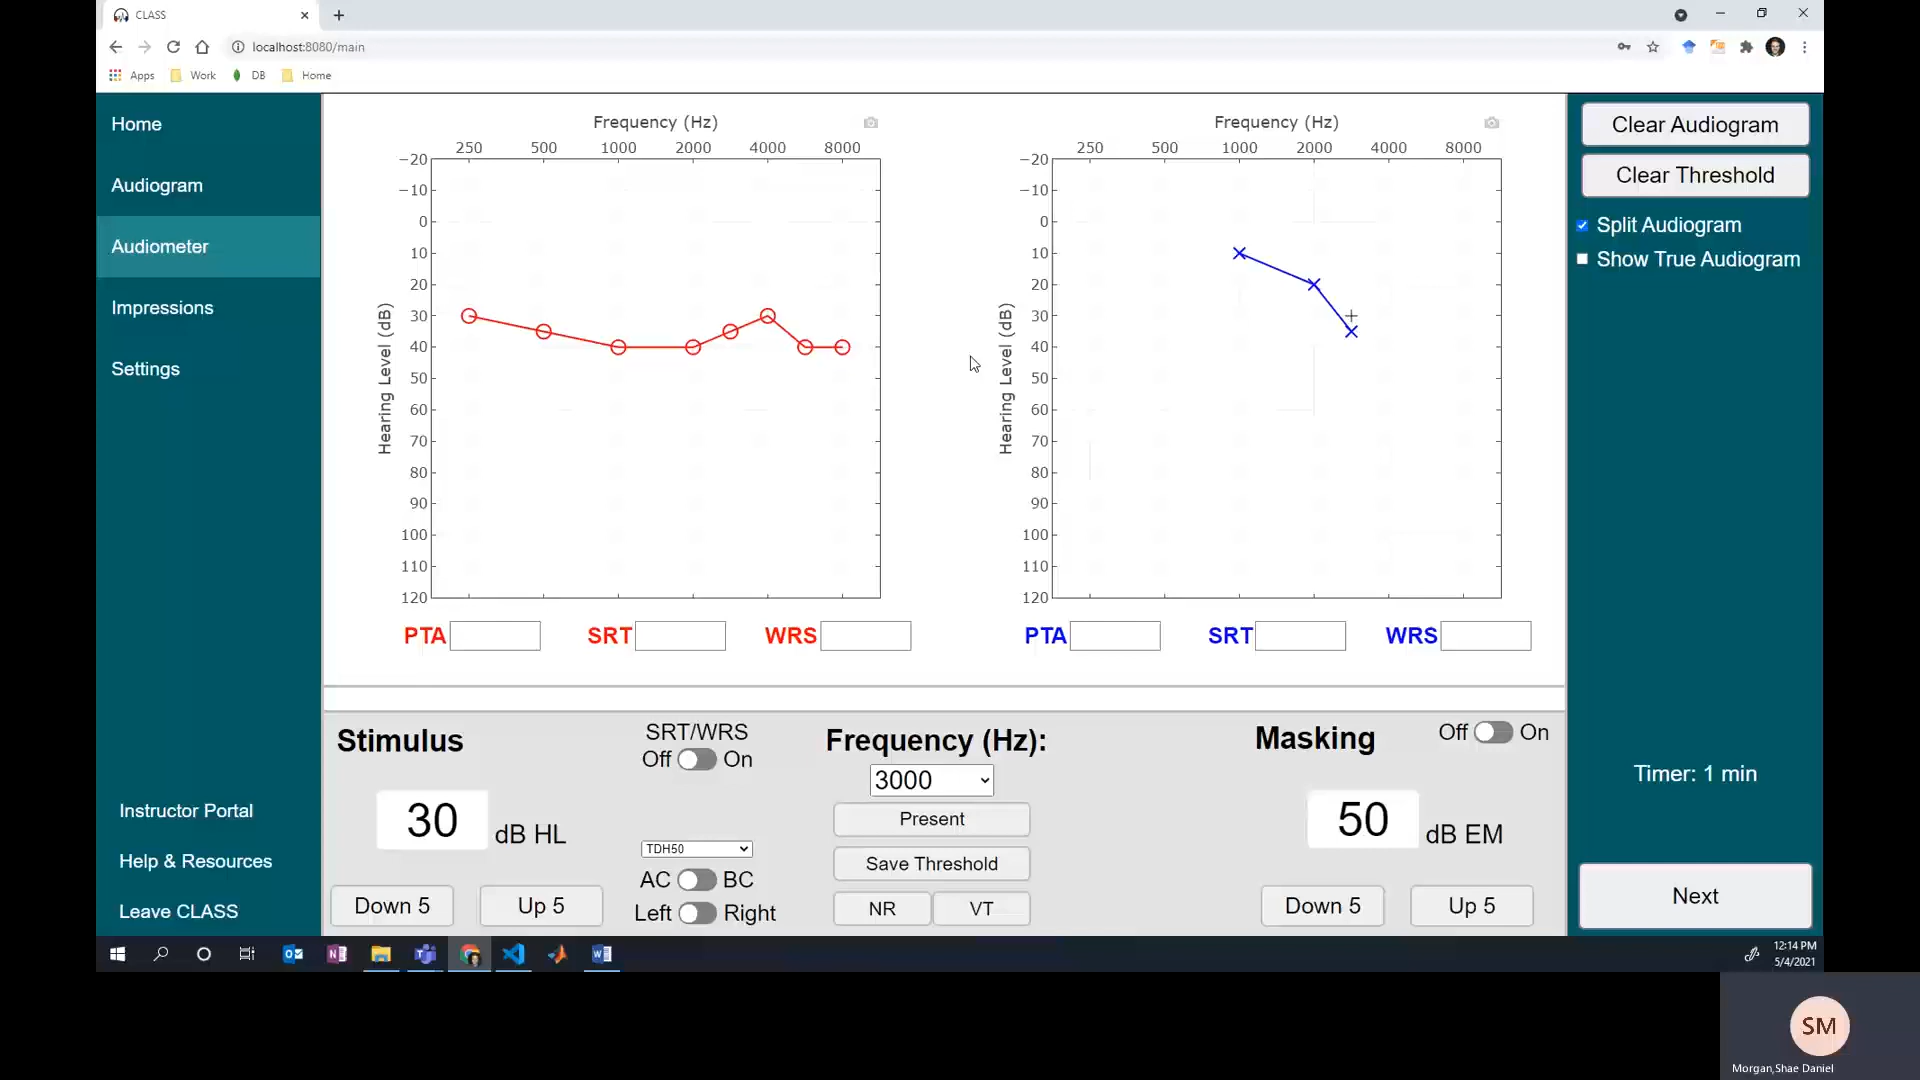 CLASS
localhost:8080/main
Apps
Work
DB
Home
Home
Audiogram
Audiometer
Impressions
Settings
Instructor Portal
Help & Resources
Leave CLASS
Frequency (Hz)
250 500 1000 2000 4000 8000
Hearing Level (dB)
−20
−10
0
10
20
30
40
50
60
70
80
90
100
110
120
PTA
SRT
WRS
Frequency (Hz)
250 500 1000 2000 4000 8000
Hearing Level (dB)
−20
−10
0
10
20
30
40
50
60
70
80
90
100
110
120
PTA
SRT
WRS
Stimulus
30 dB HL
Down 5
Up 5
SRT/WRS
Off On
TDH50
AC BC
Left Right
Frequency (Hz):
3000
Present
Save Threshold
NR
VT
Masking
Off On
50 dB EM
Down 5
Up 5
Clear Audiogram
Clear Threshold
Split Audiogram
Show True Audiogram
Timer: 1 min
Next
12:14 PM
5/4/2021
SM
Morgan,Shae Daniel